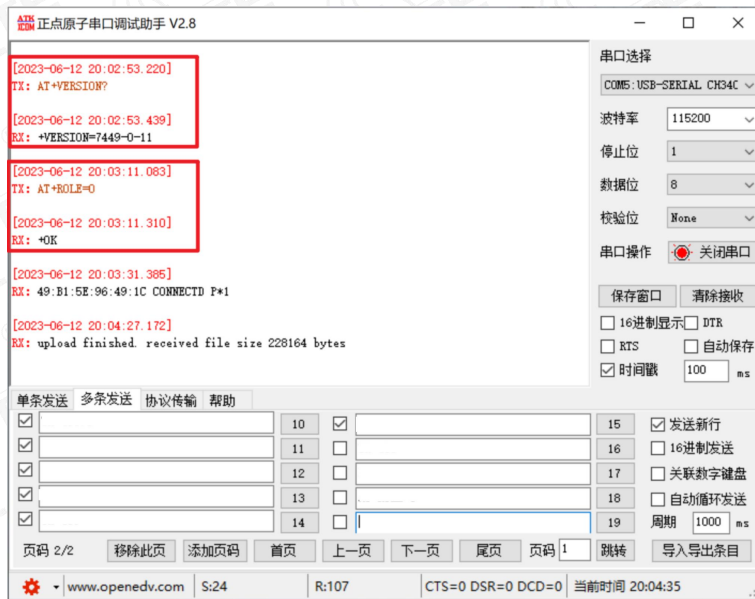 ATK
ICOM 正点原子串口调试助手 V2.8
[2023-06-12 20:02:53.220]
TX: AT+VERSION?
[2023-06-12 20:02:53.439]
RX: +VERSION=7449-0-11
[2023-06-12 20:03:11.083]
TX: AT+ROLE=0
[2023-06-12 20:03:11.310]
RX: +OK
[2023-06-12 20:03:31.385]
RX: 49:B1:5E:96:49:1C CONNECTD P*1
[2023-06-12 20:04:27.172]
RX: upload finished. received file size 228164 bytes
串口选择
COM5:USB-SERIAL CH34C
波特率 115200
停止位 1
数据位 8
校验位 None
串口操作 关闭串口
保存窗口 清除接收
16进制显示 DTR
RTS 自动保存
时间戳 100 ms
单条发送 多条发送 协议传输 帮助
10 15 发送新行
11 16 16进制发送
12 17 关联数字键盘
13 18 自动循环发送
14 19 周期 1000 ms
页码 2/2 移除此页 添加页码 首页 上一页 下一页 尾页 页码 1 跳转 导入导出条目
www.openedv.com S:24 R:107 CTS=0 DSR=0 DCD=0 当前时间 20:04:35